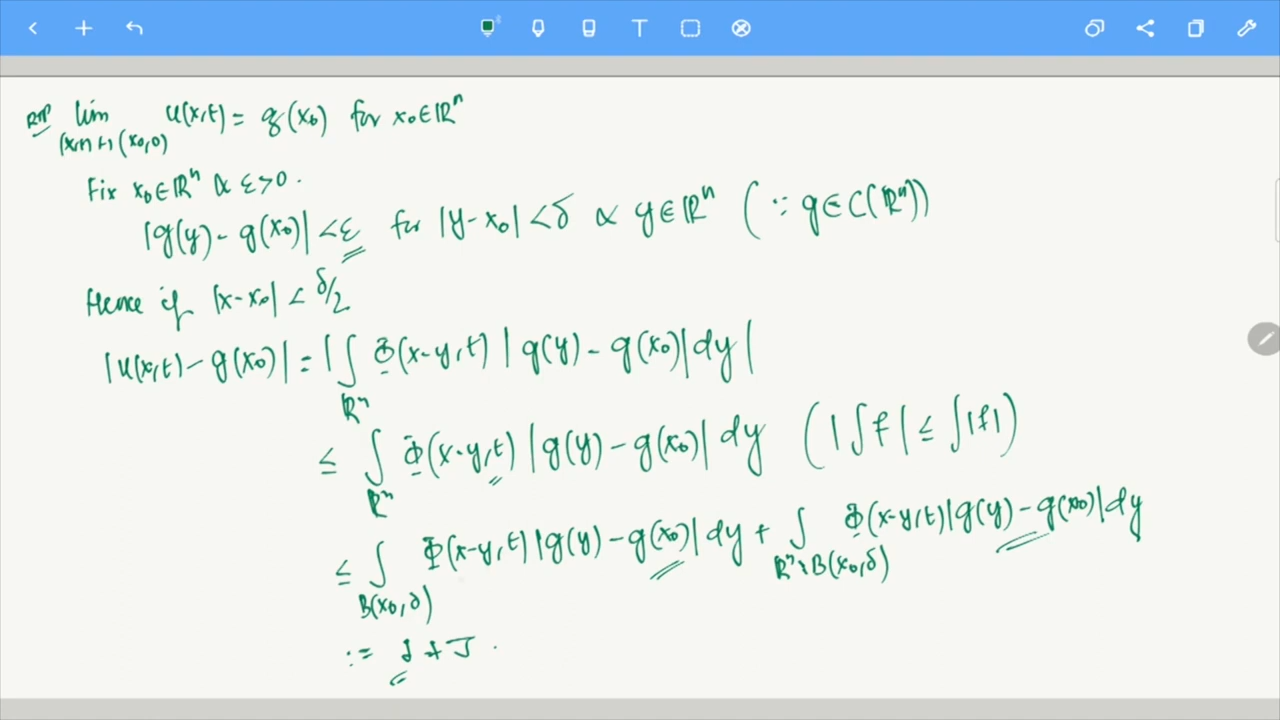 RTP lim u(x,t) = g(x₀) for x₀ ∈ ℝⁿ
(x,t)→(x₀,0)
Fix x₀ ∈ ℝⁿ & ε>0.
|g(y) - g(x₀)| < ε for |y-x₀| < δ & y ∈ ℝⁿ (∵ g ∈ C(ℝⁿ))
Hence if |x-x₀| < δ/2
|u(x,t) - g(x₀)| = |∫_{ℝⁿ} Φ(x-y,t) |g(y) - g(x₀)| dy|
≤ ∫_{ℝⁿ} Φ(x-y,t) |g(y) - g(x₀)| dy (|∫f| ≤ ∫|f|)
≤ ∫_{B(x₀,δ)} Φ(x-y,t) |g(y) - g(x₀)| dy + ∫_{ℝⁿ∖B(x₀,δ)} Φ(x-y,t) |g(y) - g(x₀)| dy
:= I + J.